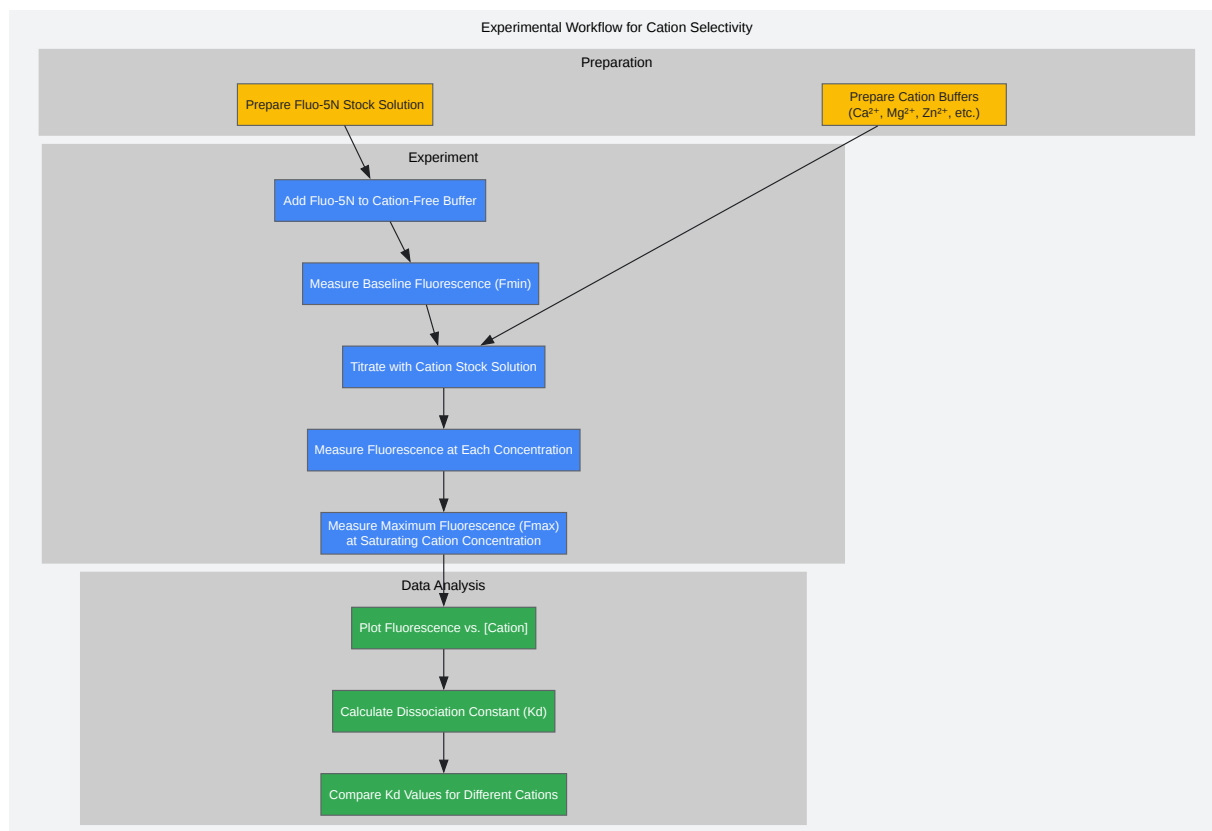 Experimental Workflow for Cation Selectivity
Preparation
Prepare Fluo-5N Stock Solution
Prepare Cation Buffers
(Ca²⁺, Mg²⁺, Zn²⁺, etc.)
Experiment
Add Fluo-5N to Cation-Free Buffer
Measure Baseline Fluorescence (Fmin)
Titrate with Cation Stock Solution
Measure Fluorescence at Each Concentration
Measure Maximum Fluorescence (Fmax)
at Saturating Cation Concentration
Data Analysis
Plot Fluorescence vs. [Cation]
Calculate Dissociation Constant (Kd)
Compare Kd Values for Different Cations